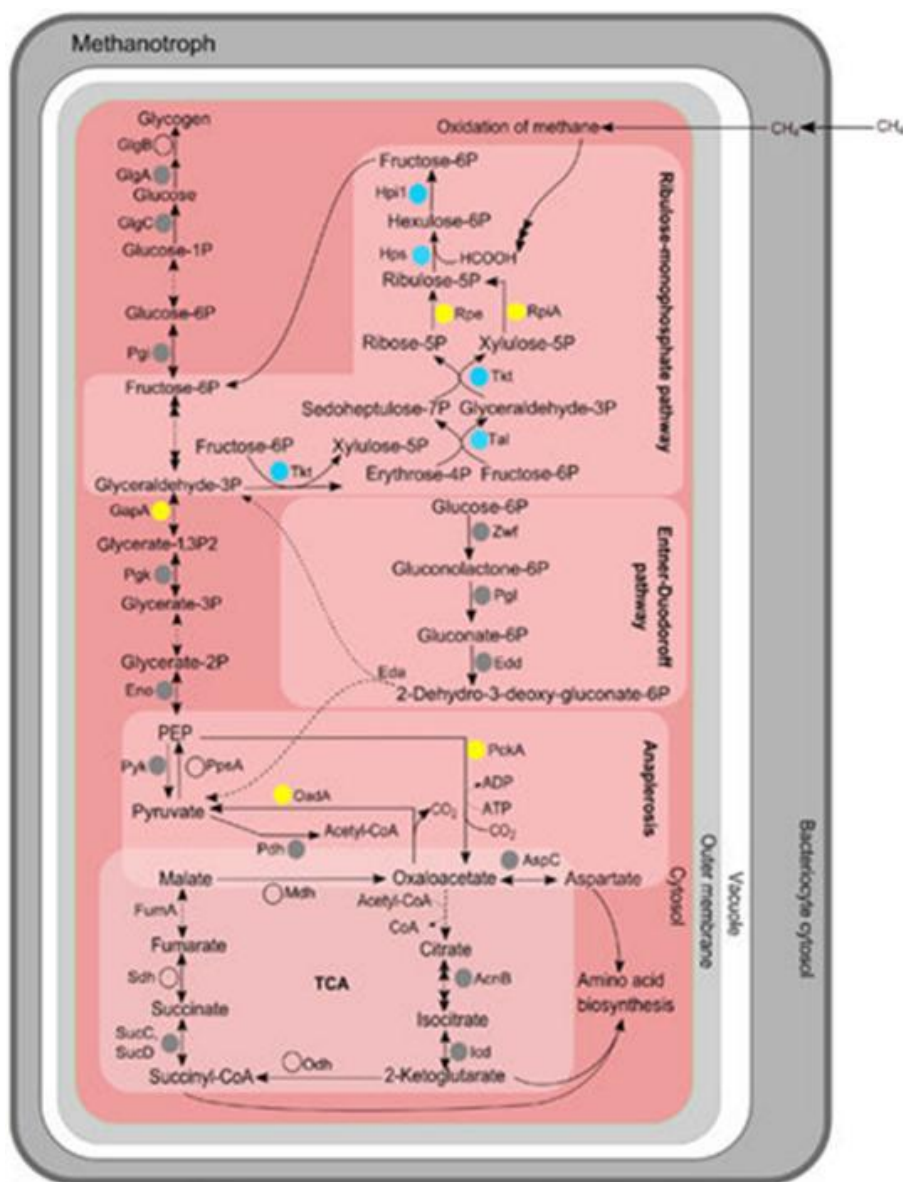 Methanotroph
Glycogen
GlgB
GlgA
Glucose
GlgC
Glucose-1P
Glucose-6P
Pgi
Fructose-6P
Oxidation of methane
CH₄
CH₄
Fructose-6P
Hpi1
Hexulose-6P
Hps
HCOOH
Ribulose-5P
Rpe
RpiA
Ribose-5P
Xylulose-5P
Tkt
Sedoheptulose-7P
Glyceraldehyde-3P
Tal
Erythrose-4P
Fructose-6P
Ribulose-monophosphate pathway
Fructose-6P
Xylulose-5P
Tkt
Glyceraldehyde-3P
GapA
Glycerate-1,3P2
Pgk
Glycerate-3P
Glycerate-2P
Eno
Glucose-6P
Zwf
Gluconolactone-6P
Pgl
Gluconate-6P
Edd
2-Dehydro-3-deoxy-gluconate-6P
Eda
Entner-Duodoroff
pathway
PEP
Pyk
PpsA
Pyruvate
OadA
PckA
ADP
ATP
CO₂
CO₂
Acetyl-CoA
Pdh
AspC
Anaplerosis
Malate
Mdh
Oxaloacetate
Aspartate
FumA
Acetyl-CoA
CoA
Citrate
Fumarate
Sdh
TCA
AcnB
Succinate
Isocitrate
SucC,
SucD
Icd
Succinyl-CoA
Odh
2-Ketoglutarate
Amino acid
biosynthesis
Cytosol
Outer membrane
Vacuole
Bacteriocyte cytosol